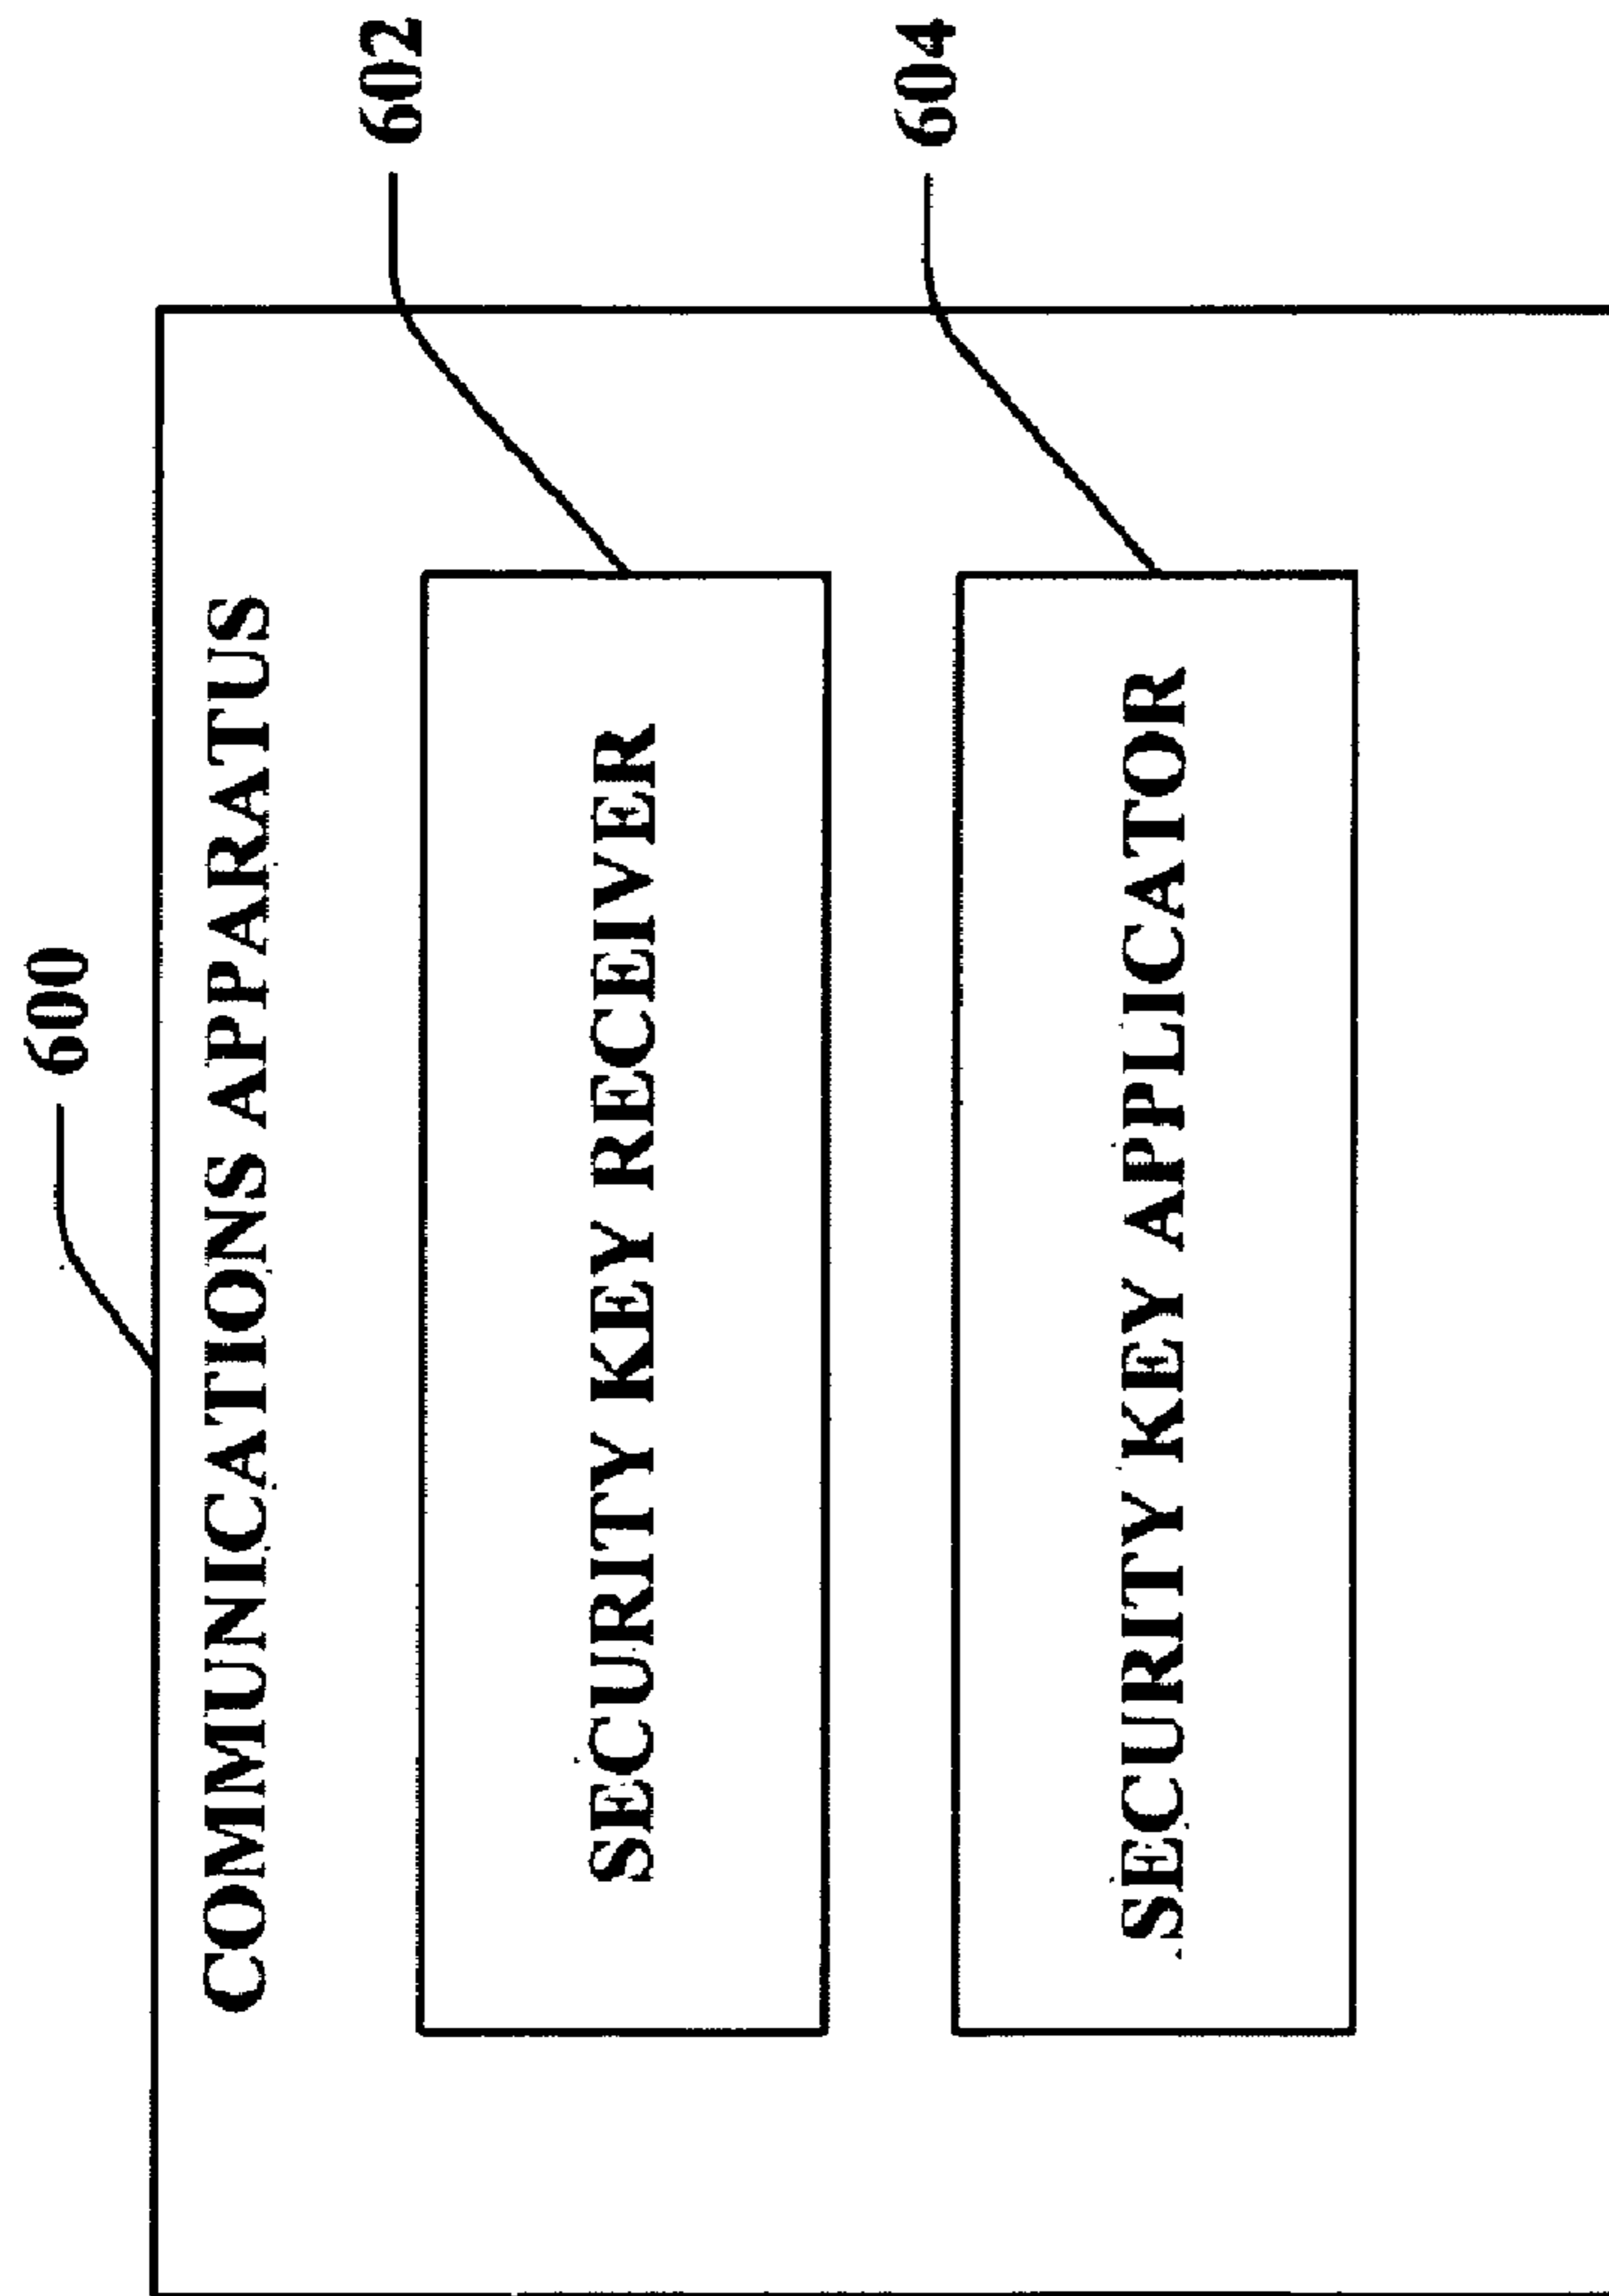 600
COMMUNICATIONS APPARATUS
602
SECURITY KEY RECEIVER
604
SECURITY KEY APPLICATOR